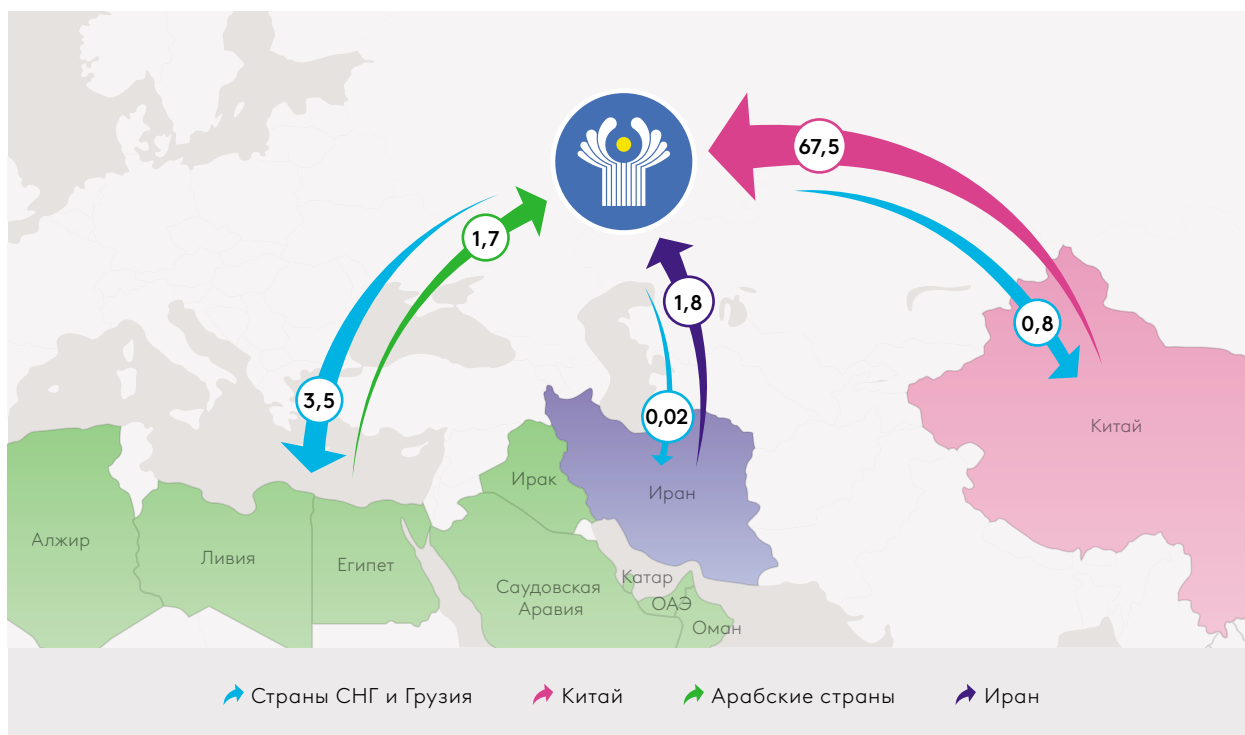 67,5
1,7
1,8
0,8
3,5
0,02
Китай
Ирак
Иран
Алжир
Ливия
Египет
Саудовская
Аравия
Катар
ОАЭ
Оман
Страны СНГ и Грузия
Китай
Арабские страны
Иран